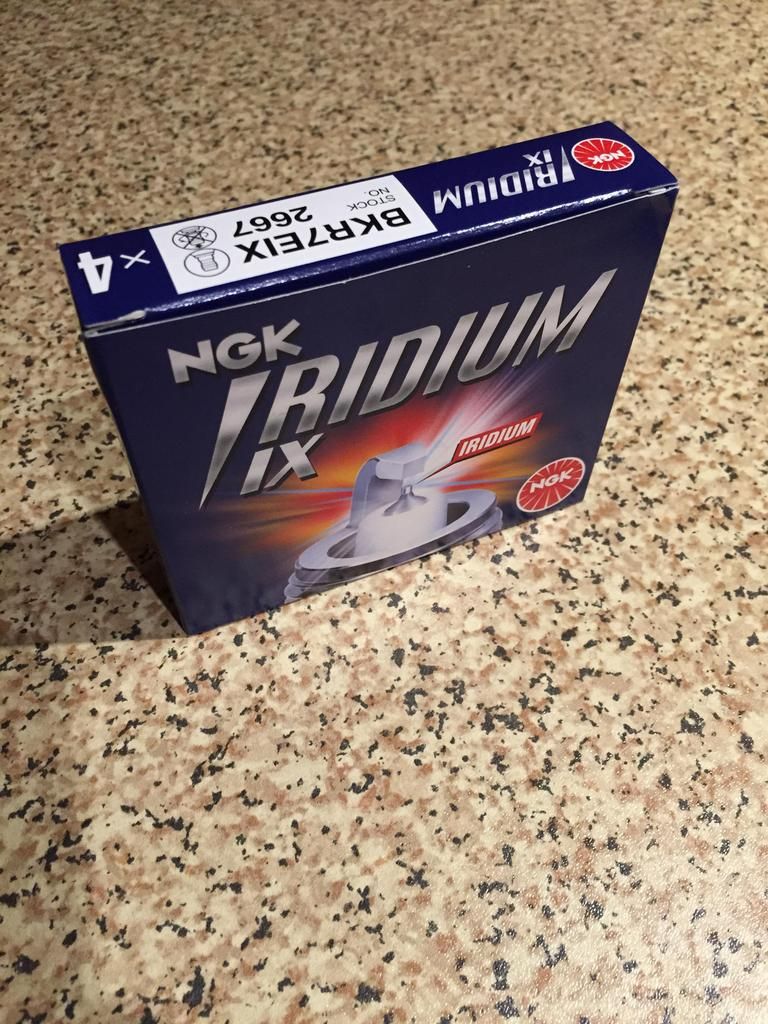 NGK
IRIDIUM
IX
STOCK
NO.
BKR7EIX
2667
× 4
NGK
IRIDIUM
IX
IRIDIUM
NGK